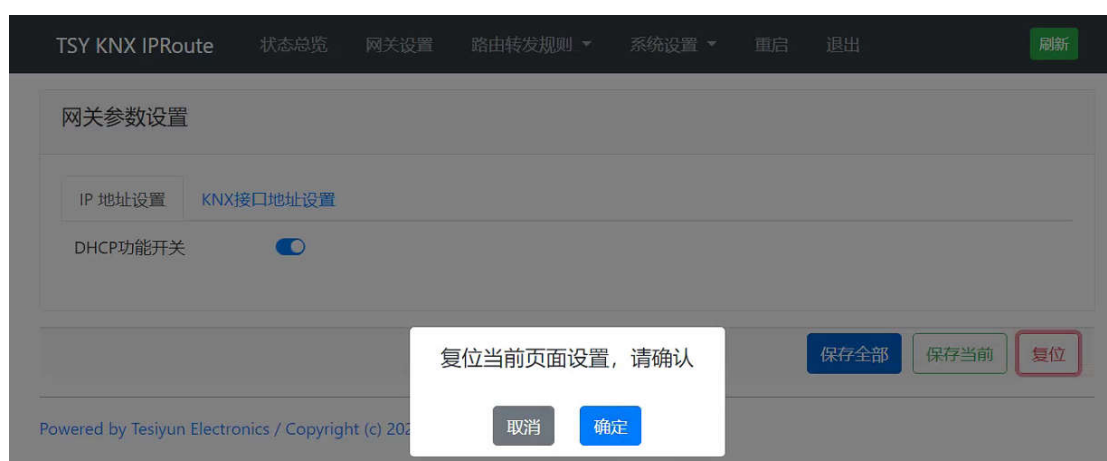 TSY KNX IPRoute 状态总览 网关设置 路由转发规则 系统设置 重启 退出 刷新
网关参数设置
IP 地址设置 KNX接口地址设置
DHCP功能开关
保存全部 保存当前 复位
复位当前页面设置，请确认
取消 确定
Powered by Tesiyun Electronics / Copyright (c) 202